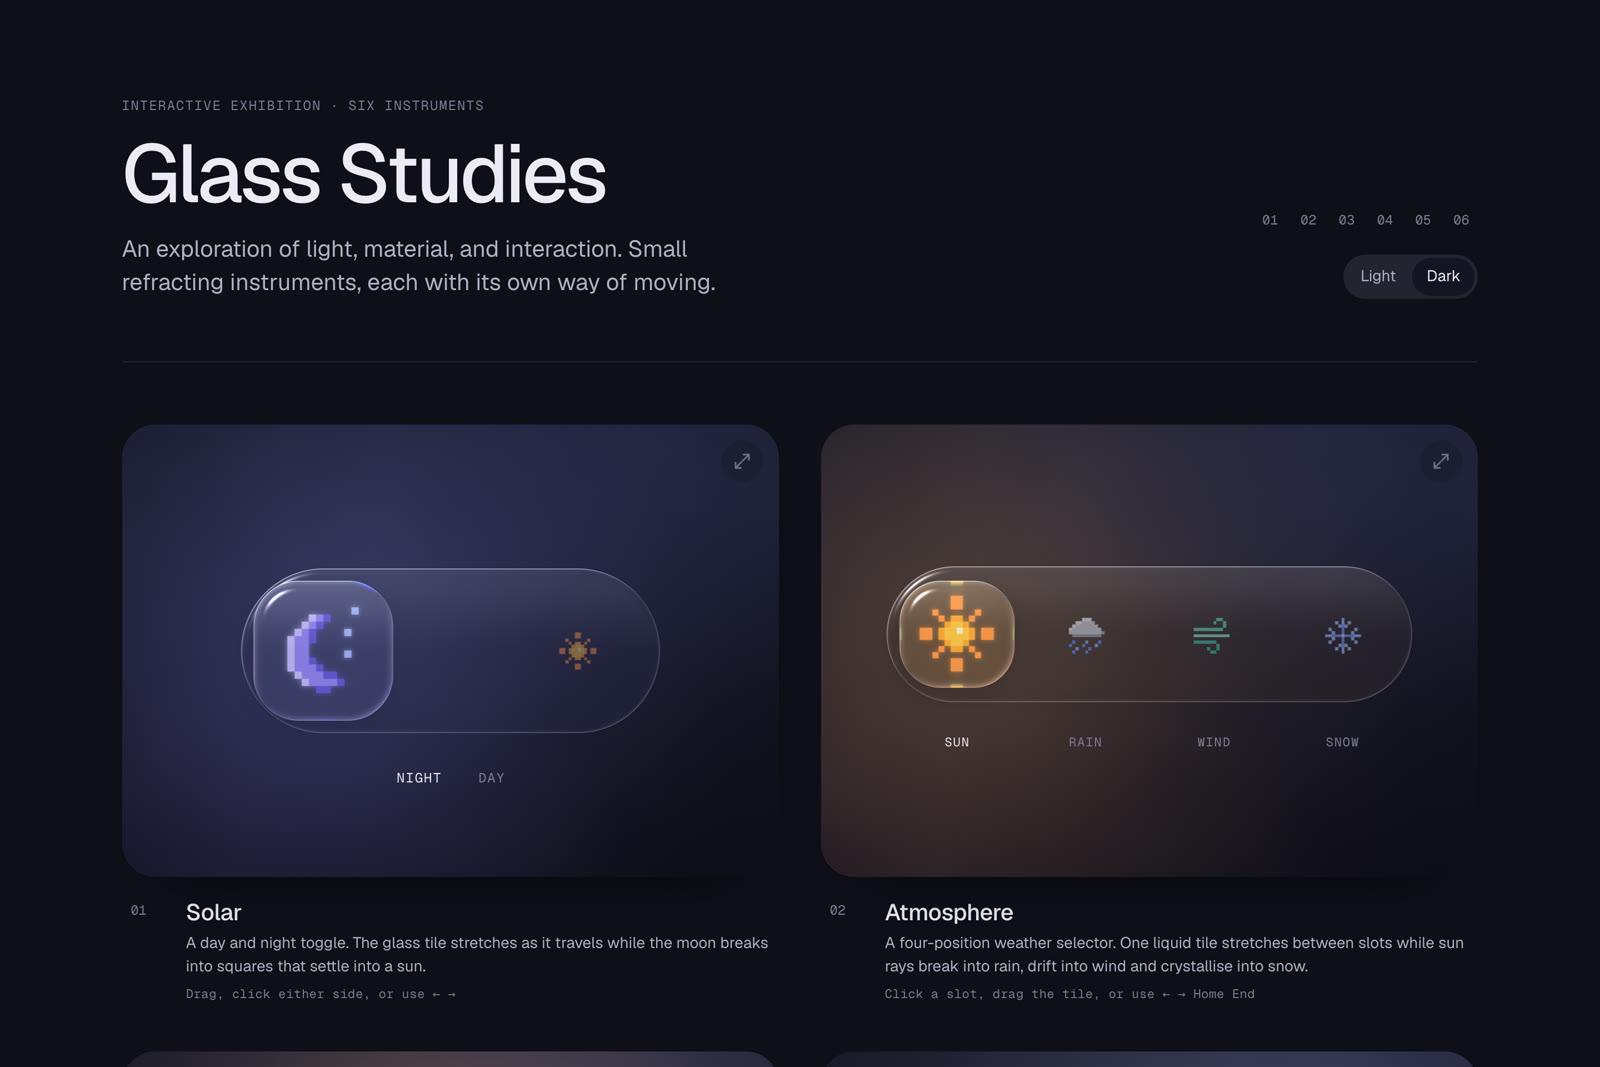 INTERACTIVE EXHIBITION · SIX INSTRUMENTS
Glass Studies
An exploration of light, material, and interaction. Small
refracting instruments, each with its own way of moving.
01 02 03 04 05 06
Light Dark
NIGHT DAY
SUN RAIN WIND SNOW
01
Solar
A day and night toggle. The glass tile stretches as it travels while the moon breaks
into squares that settle into a sun.
Drag, click either side, or use ← →
02
Atmosphere
A four-position weather selector. One liquid tile stretches between slots while sun
rays break into rain, drift into wind and crystallise into snow.
Click a slot, drag the tile, or use ← → Home End